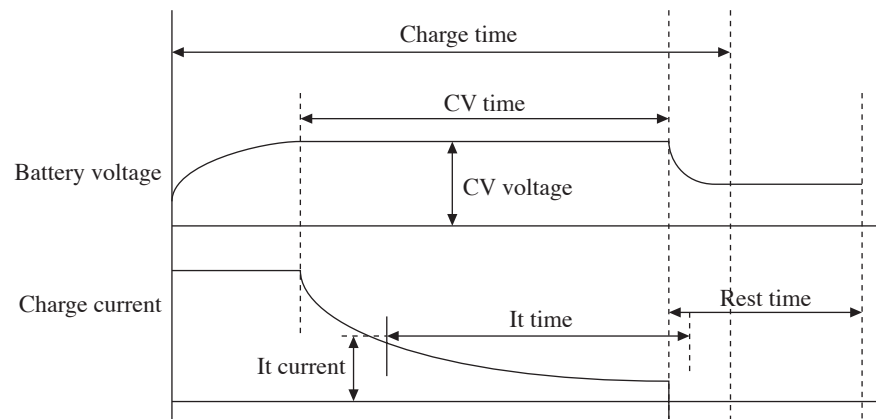 Charge time
CV time
Battery voltage
CV voltage
Charge current
Rest time
It time
It current